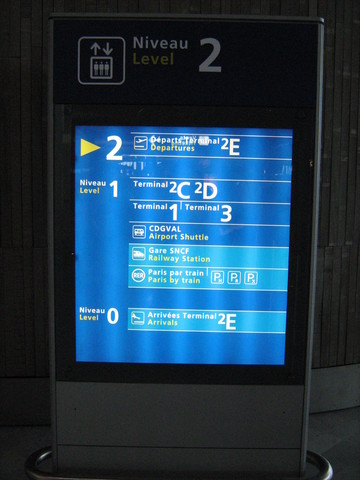 Niveau
Level 2
2 Départs Terminal 2E
Departures
Niveau
Level 1
Terminal 2C 2D
Terminal 1 Terminal 3
CDGVAL
Airport Shuttle
Gare SNCF
Railway Station
RER Paris par train
Paris by train
Niveau
Level 0
Arrivées Terminal 2E
Arrivals